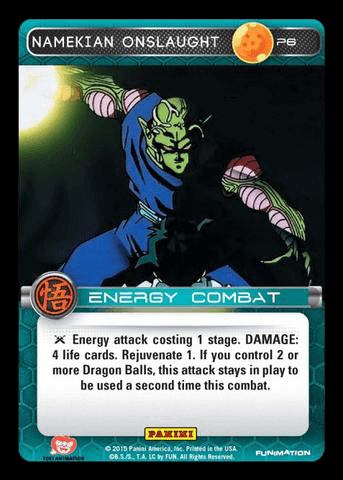 NAMEKIAN ONSLAUGHT P6
悟
ENERGY COMBAT
Energy attack costing 1 stage. DAMAGE:
4 life cards. Rejuvenate 1. If you control 2 or
more Dragon Balls, this attack stays in play to
be used a second time this combat.
PANINI
TOEI ANIMATION
© 2015 Panini America, Inc. Printed in the USA.
©B.S./S., T.A. LC by FUN. All Rights Reserved.
FUNIMATION